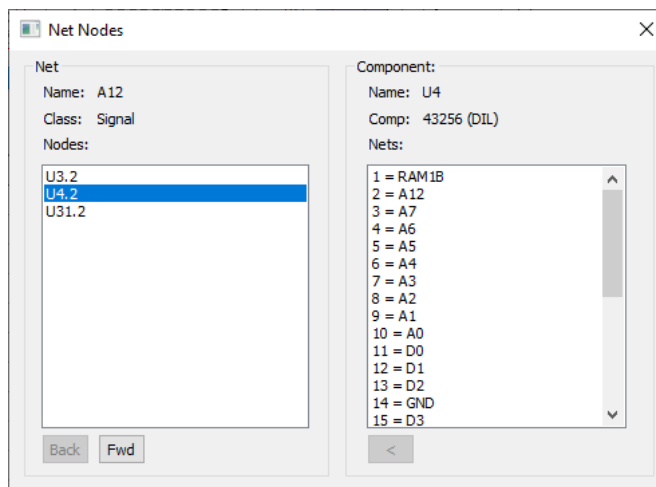 Net Nodes
Net
Name: A12
Class: Signal
Nodes:
U3.2
U4.2
U31.2
Back
Fwd
Component:
Name: U4
Comp: 43256 (DIL)
Nets:
1 = RAM1B
2 = A12
3 = A7
4 = A6
5 = A5
6 = A4
7 = A3
8 = A2
9 = A1
10 = A0
11 = D0
12 = D1
13 = D2
14 = GND
15 = D3
<